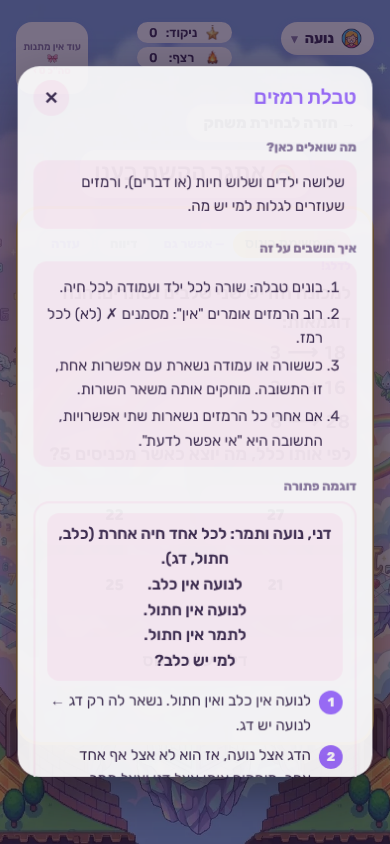 נועה ▼
ניקוד: 0
רצף: 0
עוד אין מתנות
טבלת רמזים
✕
מה שואלים כאן?
שלושה ילדים ושלוש חיות (או דברים), ורמזים
שעוזרים לגלות למי יש מה.
איך חושבים על זה
1. בונים טבלה: שורה לכל ילד ועמודה לכל חיה.
2. רוב הרמזים אומרים "אין": מסמנים ✗ (לא) לכל
רמז.
3. כששורה או עמודה נשארת עם אפשרות אחת,
זו התשובה. מוחקים אותה משאר השורות.
4. אם אחרי כל הרמזים נשארות שתי אפשרויות,
התשובה היא "אי אפשר לדעת".
דוגמה פתורה
דני, נועה ותמר: לכל אחד חיה אחרת (כלב,
חתול, דג).
לנועה אין כלב.
לנועה אין חתול.
לתמר אין חתול.
למי יש כלב?
1 לנועה אין כלב ואין חתול. נשאר לה רק דג ←
לנועה יש דג.
2 הדג אצל נועה, אז הוא לא אצל אף אחד